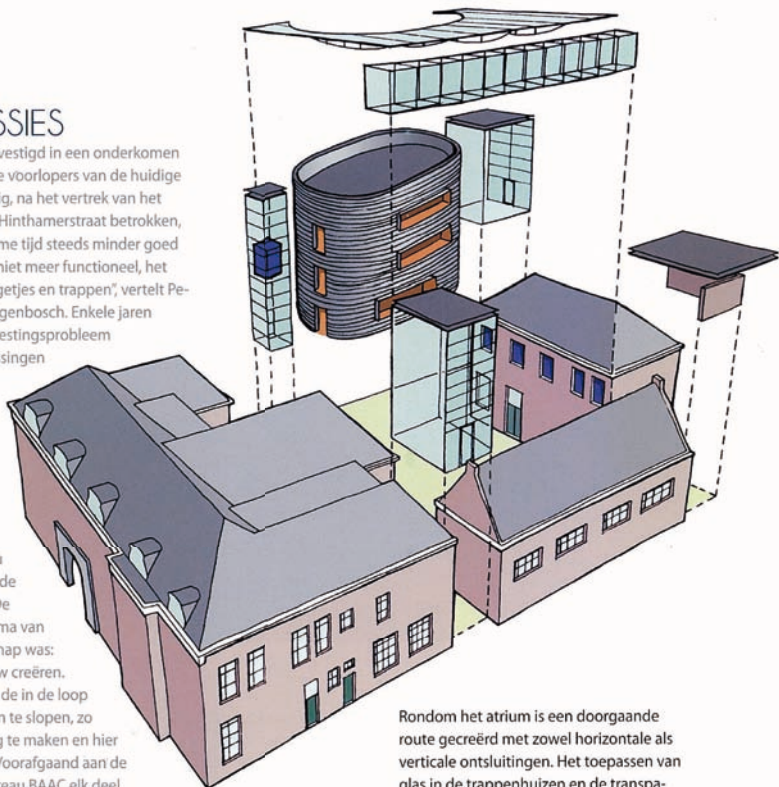 SSIES
vestigd in een onderkomen
e voorlopers van de huidige
ig, na het vertrek van het
Hinthamerstraat betrokken,
me tijd steeds minder goed
niet meer functioneel, het
getjes en trappen", vertelt Pe-
genbosch. Enkele jaren
estingsprobleem
singen
de
De
ma van
hap was:
w creëren.
de in de loop
n te slopen, zo
g te maken en hier
Voorafgaand aan de
reau BAAC elk deel
Rondom het atrium is een doorgaande
route gecreërd met zowel horizontale als
verticale ontsluitingen. Het toepassen van
glas in de trappenhuizen en de transpa-